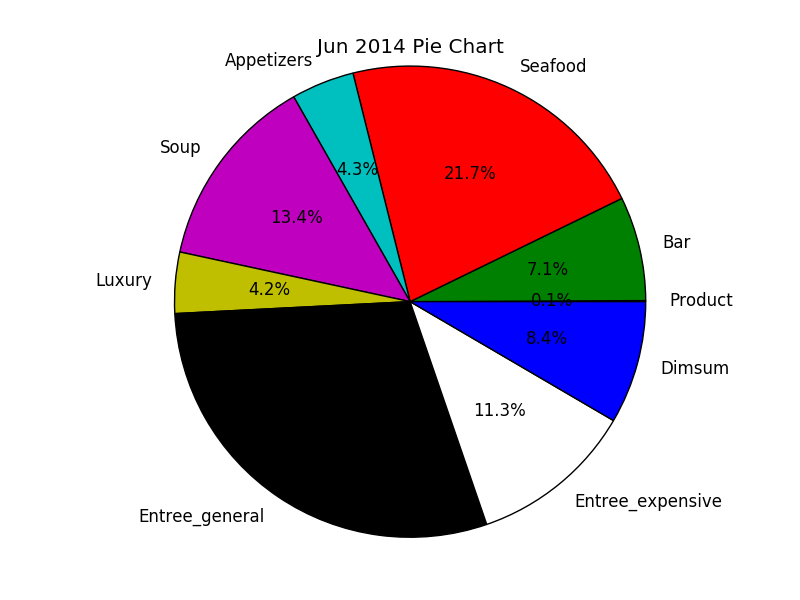 Jun 2014 Pie Chart
Appetizers
Seafood
Soup
4.3%
21.7%
13.4%
Bar
7.1%
Luxury
4.2%
0.1%
Product
8.4%
Dimsum
11.3%
Entree_expensive
Entree_general